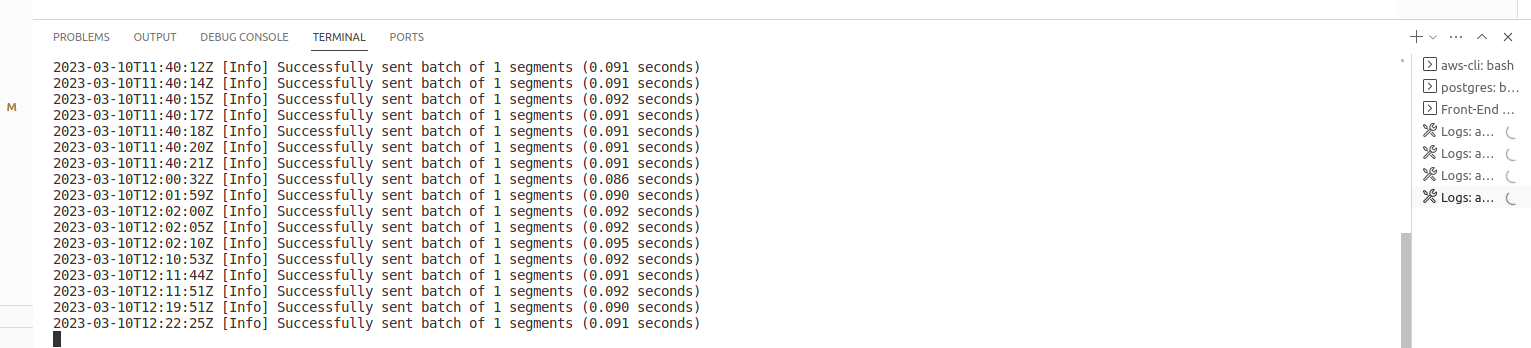 PROBLEMS OUTPUT DEBUG CONSOLE TERMINAL PORTS
2023-03-10T11:40:12Z [Info] Successfully sent batch of 1 segments (0.091 seconds)
2023-03-10T11:40:14Z [Info] Successfully sent batch of 1 segments (0.091 seconds)
2023-03-10T11:40:15Z [Info] Successfully sent batch of 1 segments (0.092 seconds)
2023-03-10T11:40:17Z [Info] Successfully sent batch of 1 segments (0.091 seconds)
2023-03-10T11:40:18Z [Info] Successfully sent batch of 1 segments (0.091 seconds)
2023-03-10T11:40:20Z [Info] Successfully sent batch of 1 segments (0.091 seconds)
2023-03-10T11:40:21Z [Info] Successfully sent batch of 1 segments (0.091 seconds)
2023-03-10T12:00:32Z [Info] Successfully sent batch of 1 segments (0.086 seconds)
2023-03-10T12:01:59Z [Info] Successfully sent batch of 1 segments (0.090 seconds)
2023-03-10T12:02:00Z [Info] Successfully sent batch of 1 segments (0.092 seconds)
2023-03-10T12:02:05Z [Info] Successfully sent batch of 1 segments (0.092 seconds)
2023-03-10T12:02:10Z [Info] Successfully sent batch of 1 segments (0.095 seconds)
2023-03-10T12:10:53Z [Info] Successfully sent batch of 1 segments (0.092 seconds)
2023-03-10T12:11:44Z [Info] Successfully sent batch of 1 segments (0.091 seconds)
2023-03-10T12:11:51Z [Info] Successfully sent batch of 1 segments (0.092 seconds)
2023-03-10T12:19:51Z [Info] Successfully sent batch of 1 segments (0.090 seconds)
2023-03-10T12:22:25Z [Info] Successfully sent batch of 1 segments (0.091 seconds)
M
aws-cli: bash
postgres: b...
Front-End ...
Logs: a...
Logs: a...
Logs: a...
Logs: a...